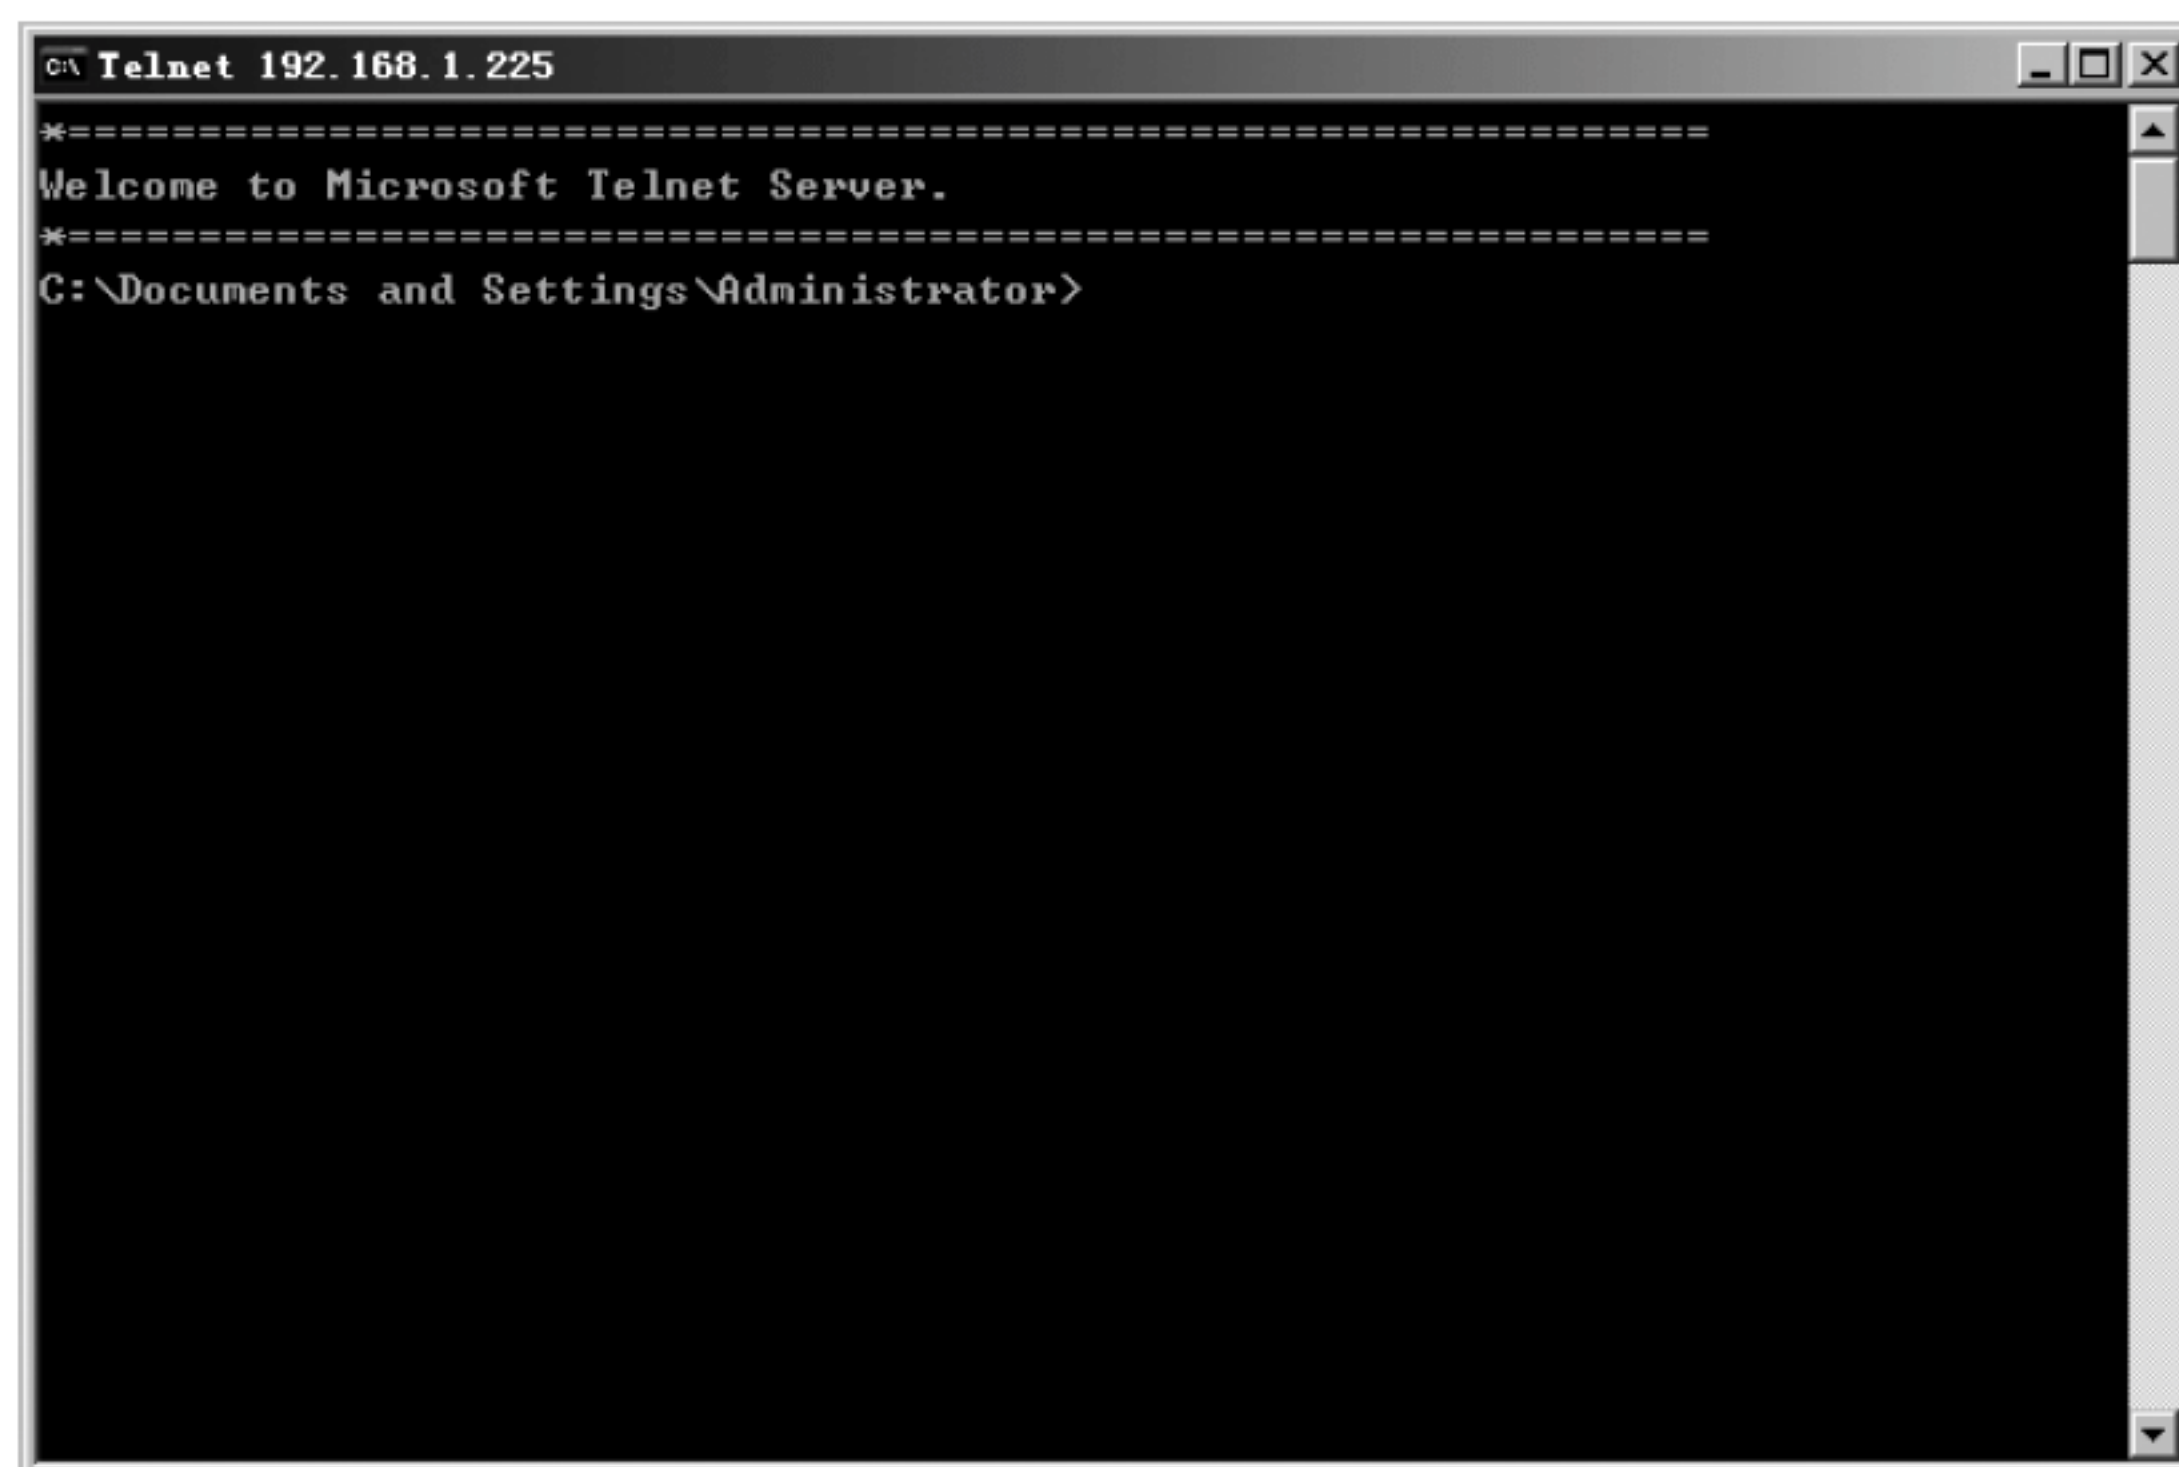 C:\ Telnet 192.168.1.225
*===============================================================
Welcome to Microsoft Telnet Server.
*===============================================================
C:\Documents and Settings\Administrator>